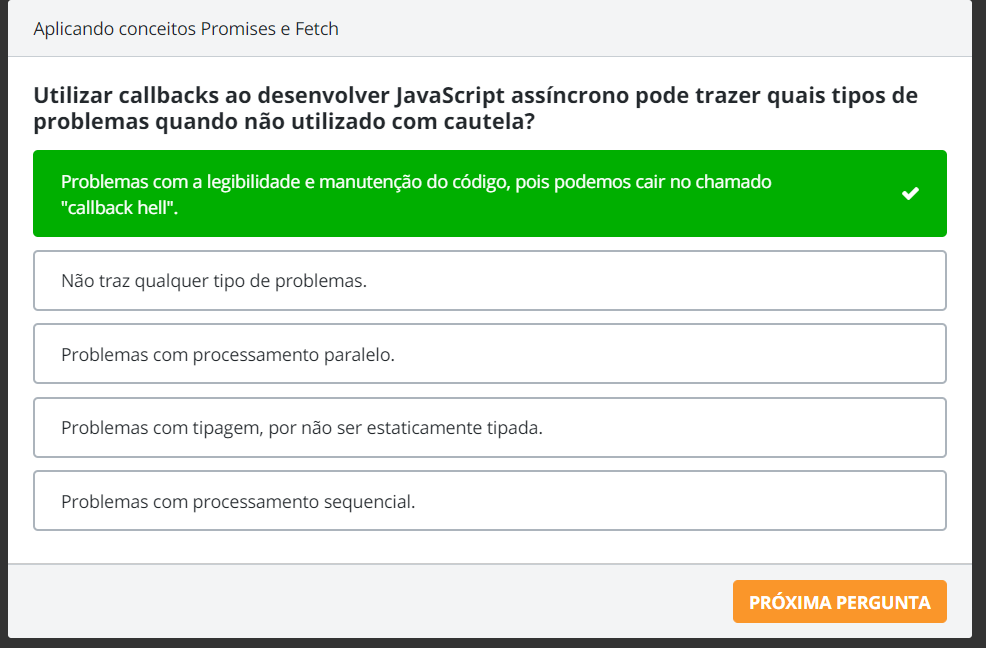 Aplicando conceitos Promises e Fetch
Utilizar callbacks ao desenvolver JavaScript assíncrono pode trazer quais tipos de
problemas quando não utilizado com cautela?
Problemas com a legibilidade e manutenção do código, pois podemos cair no chamado
"callback hell".
Não traz qualquer tipo de problemas.
Problemas com processamento paralelo.
Problemas com tipagem, por não ser estaticamente tipada.
Problemas com processamento sequencial.
PRÓXIMA PERGUNTA